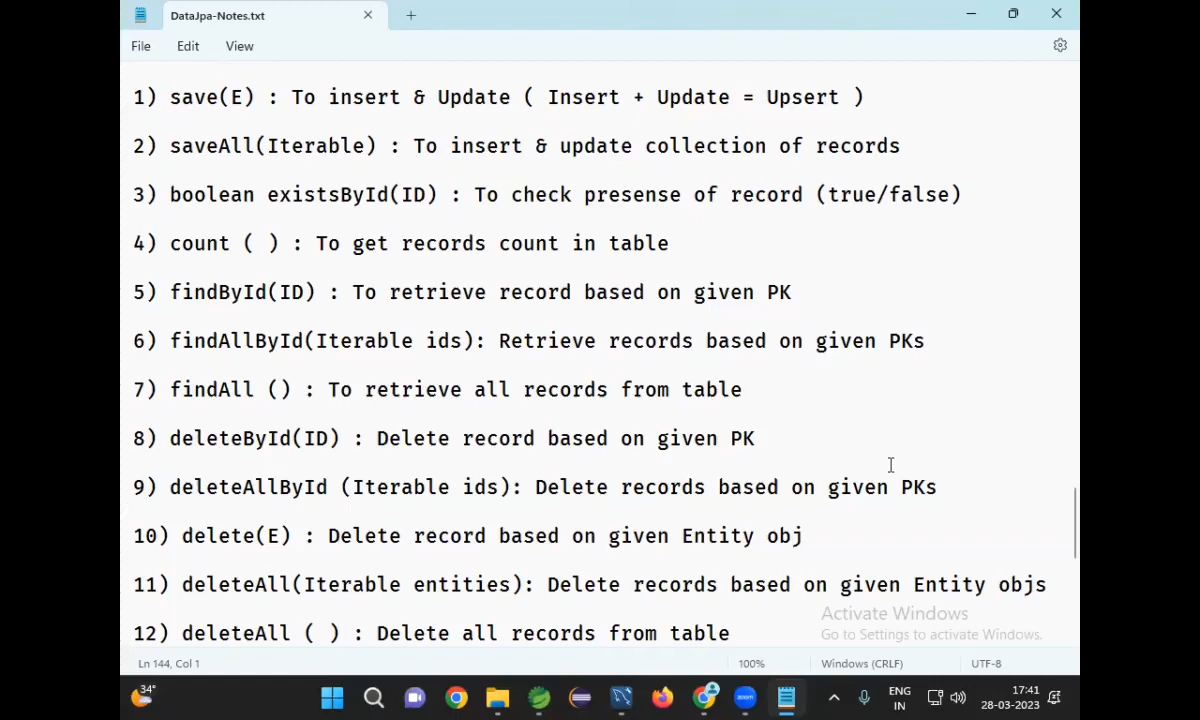 DataJpa-Notes.txt
File Edit View
1) save(E) : To insert & Update ( Insert + Update = Upsert )
2) saveAll(Iterable) : To insert & update collection of records
3) boolean existsById(ID) : To check presense of record (true/false)
4) count ( ) : To get records count in table
5) findById(ID) : To retrieve record based on given PK
6) findAllById(Iterable ids): Retrieve records based on given PKs
7) findAll () : To retrieve all records from table
8) deleteById(ID) : Delete record based on given PK
9) deleteAllById (Iterable ids): Delete records based on given PKs
10) delete(E) : Delete record based on given Entity obj
11) deleteAll(Iterable entities): Delete records based on given Entity objs
Activate Windows
12) deleteAll ( ) : Delete all records from table
Go to Settings to activate Windows.
Ln 144, Col 1 100% Windows (CRLF) UTF-8
34° zoom ENG 17:41
IN 28-03-2023